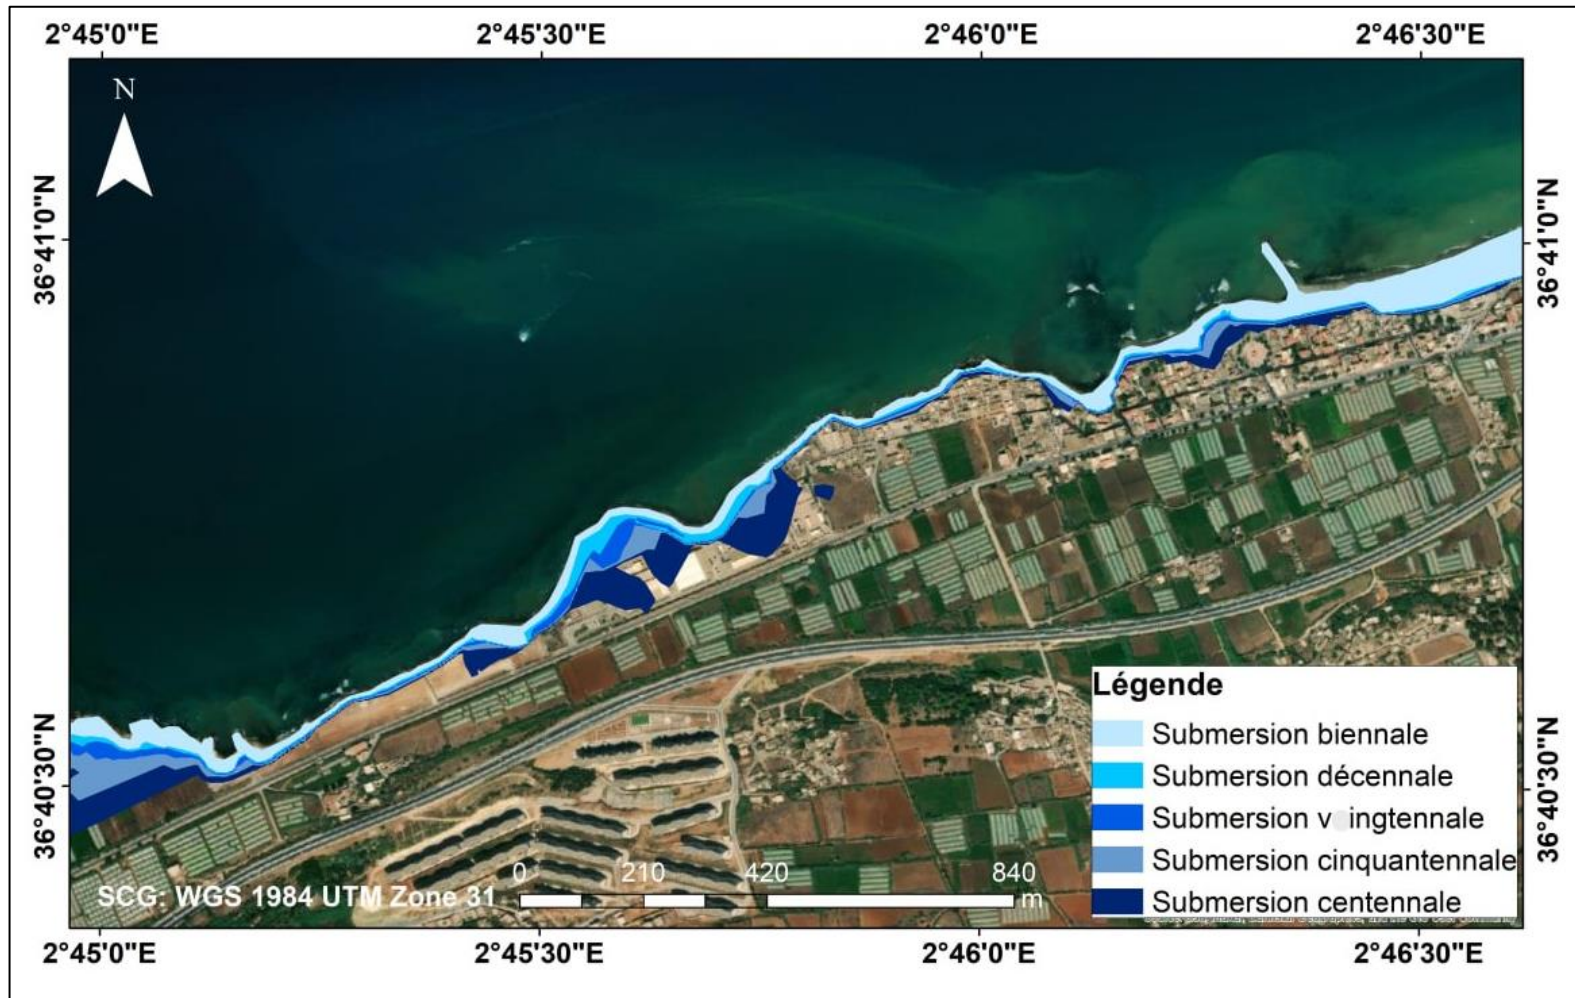 2°45'0"E 2°45'30"E 2°46'0"E 2°46'30"E
N
36°41'0"N 36°41'0"N
36°40'30"N 36°40'30"N
Légende
Submersion biennale
Submersion décennale
Submersion v ingtennale
Submersion cinquantennale
Submersion centennale
0 210 420 840
m
SCG: WGS 1984 UTM Zone 31
2°45'0"E 2°45'30"E 2°46'0"E 2°46'30"E